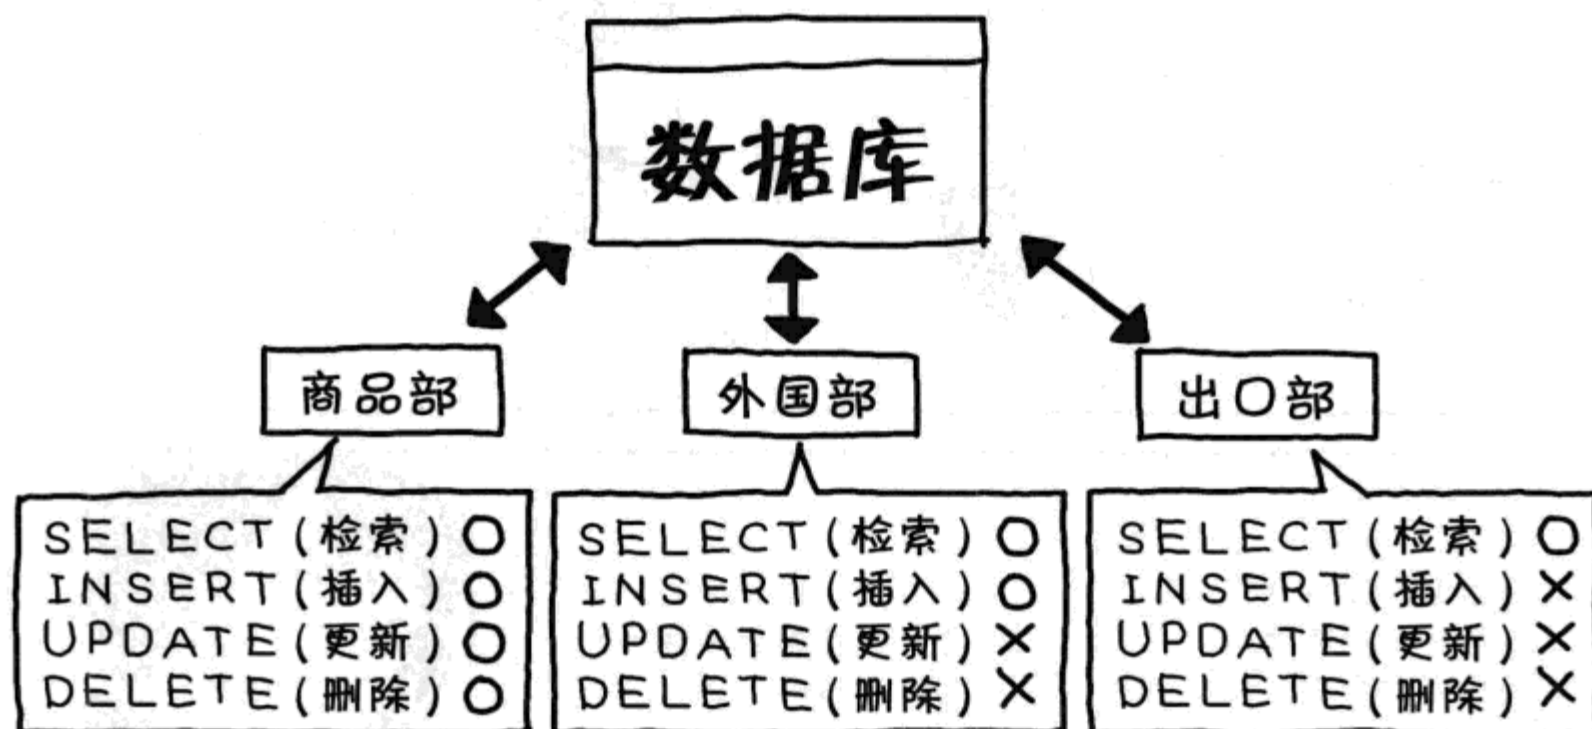 数据库
商品部
外国部
出口部
SELECT(检索)○
INSERT(插入)○
UPDATE(更新)○
DELETE(删除)○
SELECT(检索)○
INSERT(插入)○
UPDATE(更新)×
DELETE(删除)×
SELECT(检索)○
INSERT(插入)×
UPDATE(更新)×
DELETE(删除)×